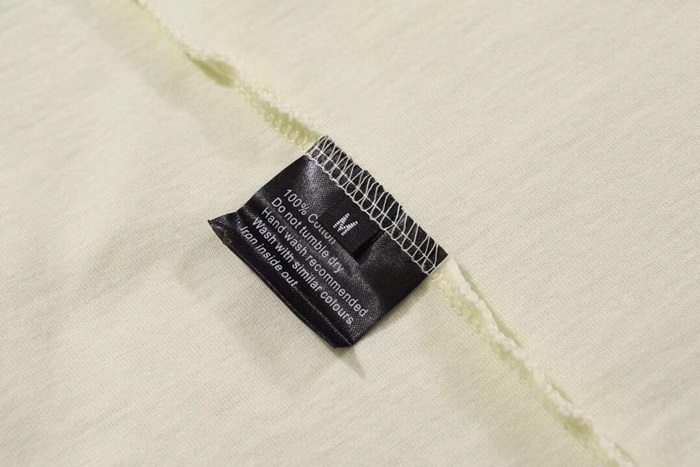 100% Cotton
Do not tumble dry
Hand wash recommended
Wash with similar colours
Iron inside out